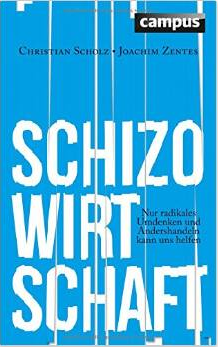 campus
CHRISTIAN SCHOLZ • JOACHIM ZENTES
SCHIZO
WIRT
SCHAFT
Nur radikales
Umdenken und
Andershandeln
kann uns helfen